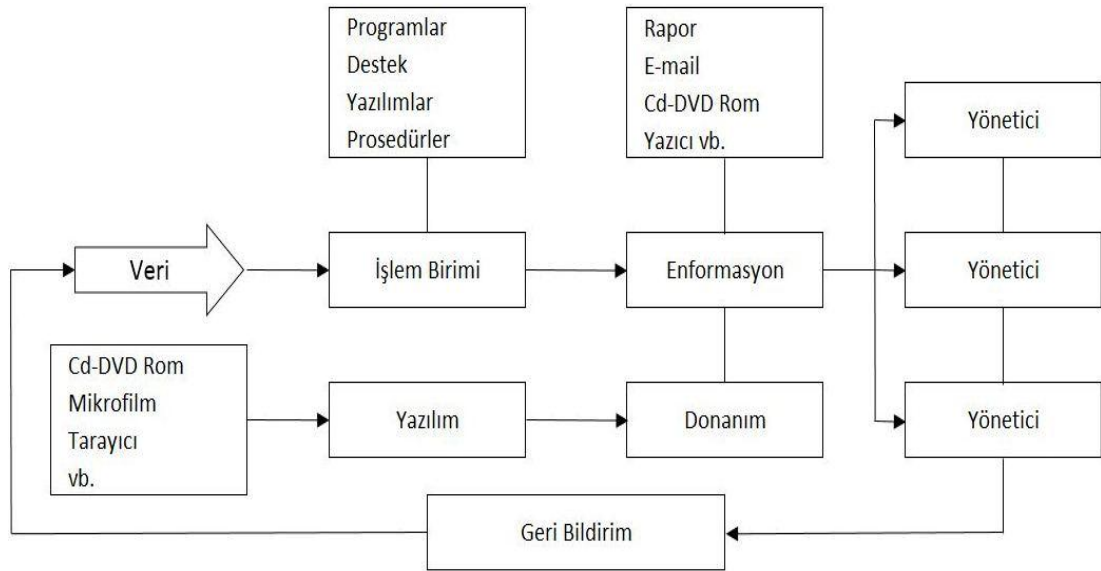 Programlar
Destek
Yazılımlar
Prosedürler
Rapor
E-mail
Cd-DVD Rom
Yazıcı vb.
Yönetici
Veri
İşlem Birimi
Enformasyon
Yönetici
Cd-DVD Rom
Mikrofilm
Tarayıcı
vb.
Yazılım
Donanım
Yönetici
Geri Bildirim